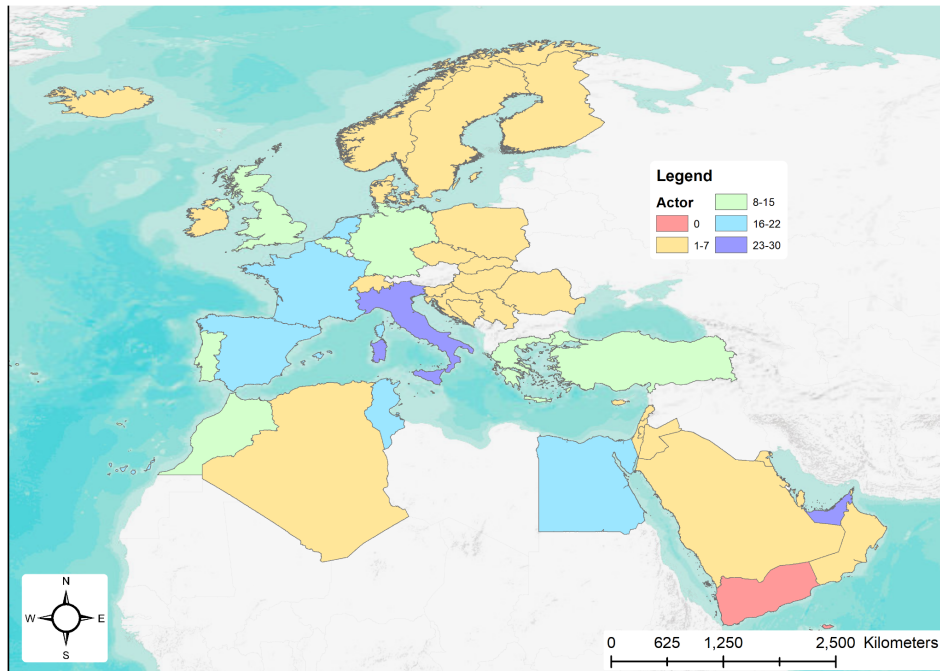 Legend
Actor
0
1-7
8-15
16-22
23-30
N
W E
S
0 625 1,250 2,500 Kilometers